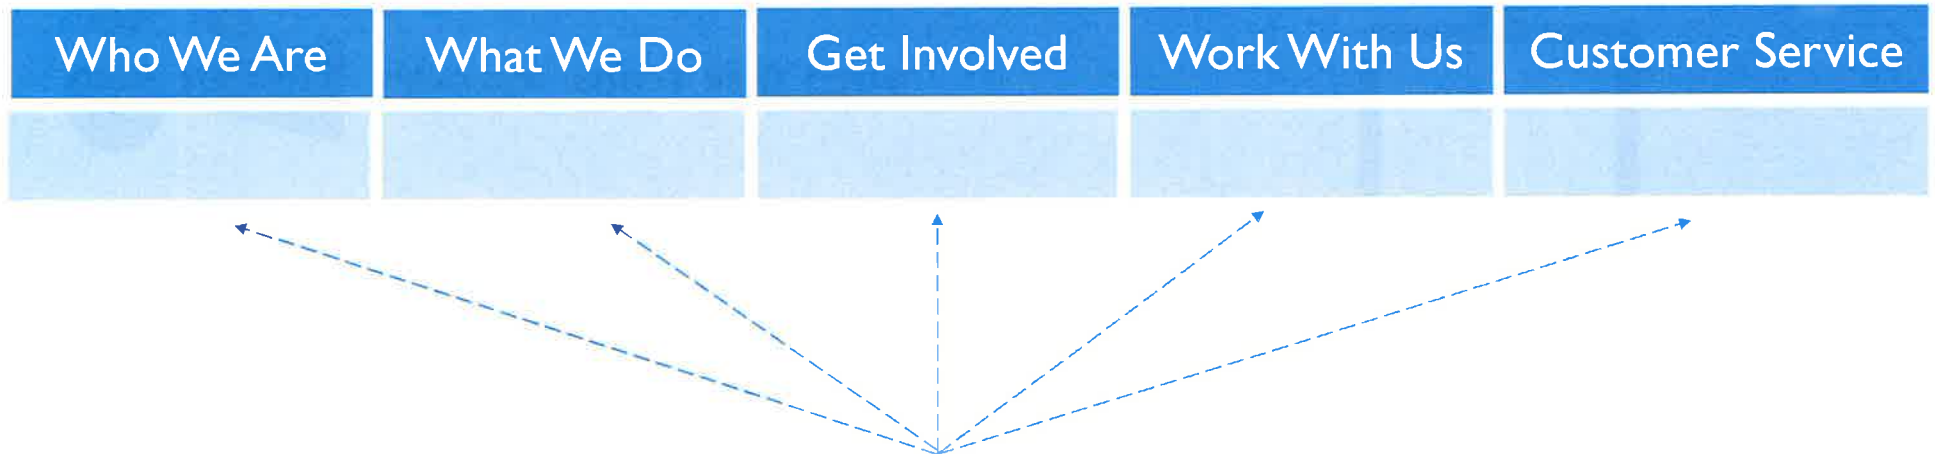 Who We Are
What We Do
Get Involved
Work With Us
Customer Service